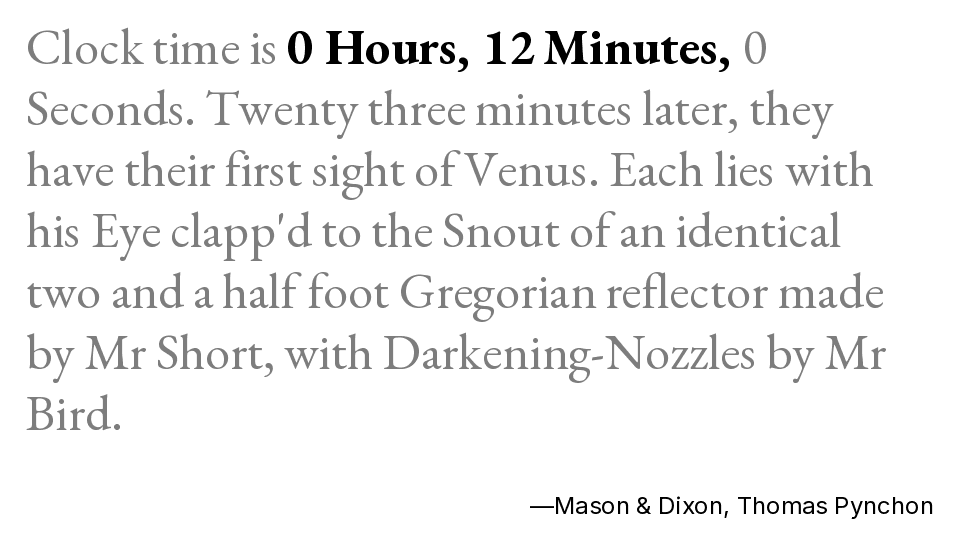 Clock time is 0 Hours, 12 Minutes, 0
Seconds. Twenty three minutes later, they
have their first sight of Venus. Each lies with
his Eye clapp'd to the Snout of an identical
two and a half foot Gregorian reflector made
by Mr Short, with Darkening-Nozzles by Mr
Bird.
—Mason & Dixon, Thomas Pynchon